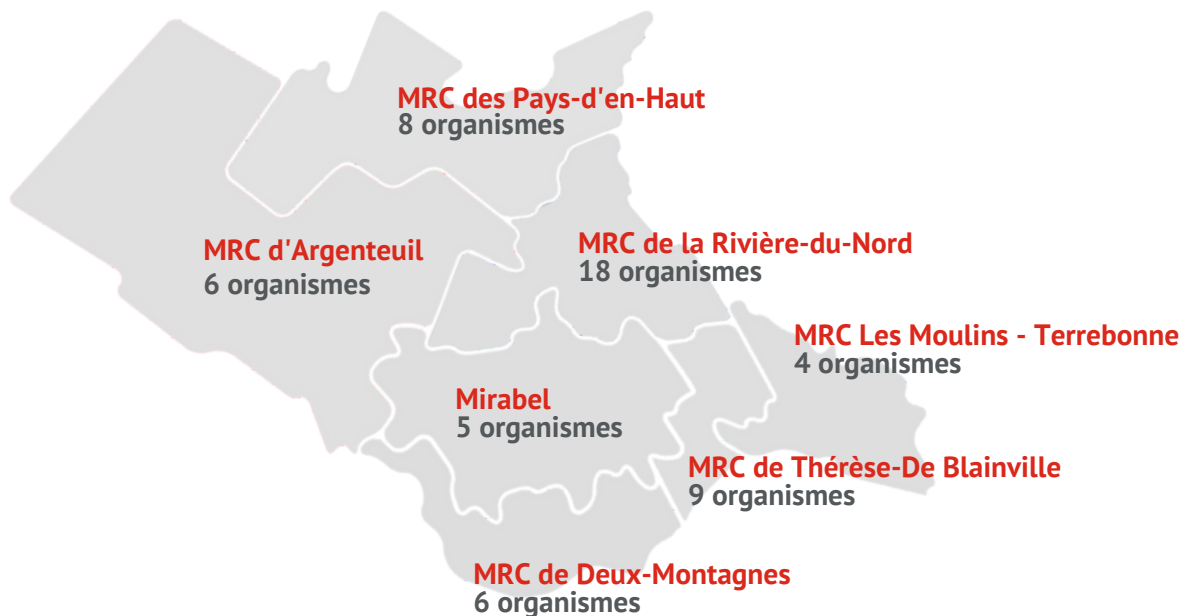 MRC des Pays-d'en-Haut
8 organismes
MRC d'Argenteuil
6 organismes
MRC de la Rivière-du-Nord
18 organismes
MRC Les Moulins - Terrebonne
4 organismes
Mirabel
5 organismes
MRC de Thérèse-De Blainville
9 organismes
MRC de Deux-Montagnes
6 organismes